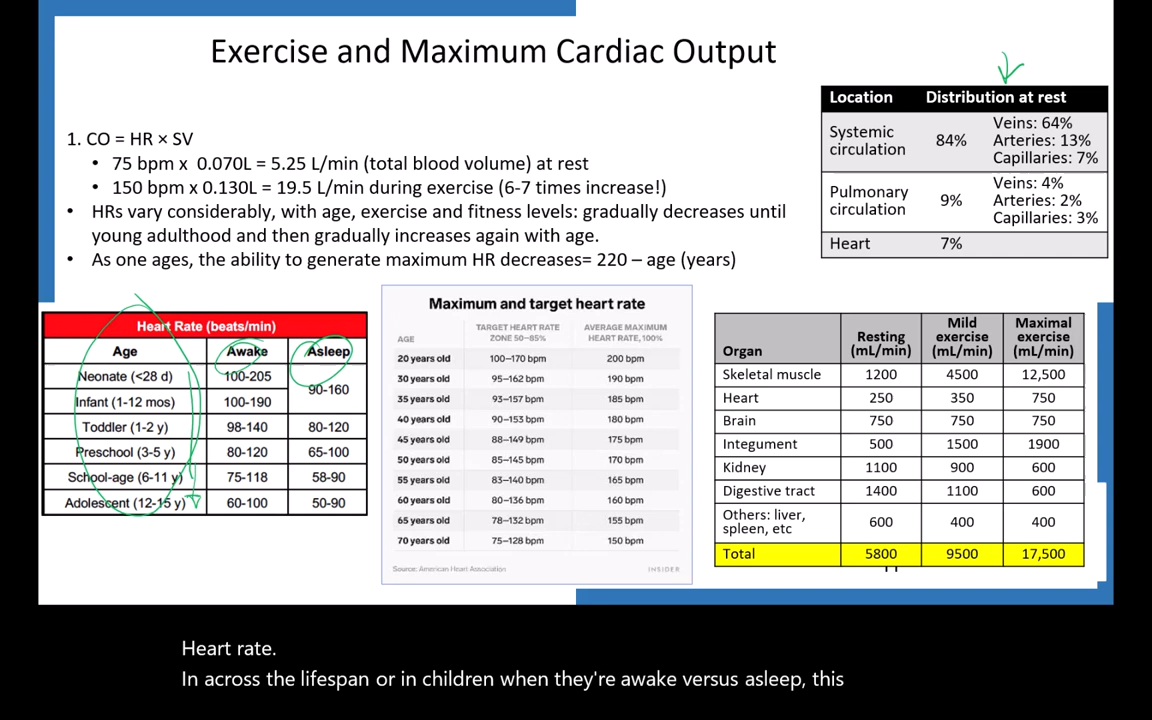 Exercise and Maximum Cardiac Output
1. CO = HR × SV
• 75 bpm x 0.070L = 5.25 L/min (total blood volume) at rest
• 150 bpm x 0.130L = 19.5 L/min during exercise (6-7 times increase!)
• HRs vary considerably, with age, exercise and fitness levels: gradually decreases until
young adulthood and then gradually increases again with age.
• As one ages, the ability to generate maximum HR decreases= 220 – age (years)
Location Distribution at rest
Systemic circulation 84% Veins: 64%
Arteries: 13%
Capillaries: 7%
Pulmonary circulation 9% Veins: 4%
Arteries: 2%
Capillaries: 3%
Heart 7%
Heart Rate (beats/min)
Age Awake Asleep
Neonate (<28 d) 100-205
90-160
Infant (1-12 mos) 100-190
Toddler (1-2 y) 98-140 80-120
Preschool (3-5 y) 80-120 65-100
School-age (6-11 y) 75-118 58-90
Adolescent (12-15 y) 60-100 50-90
Maximum and target heart rate
AGE TARGET HEART RATE ZONE 50–85% AVERAGE MAXIMUM HEART RATE, 100%
20 years old 100–170 bpm 200 bpm
30 years old 95–162 bpm 190 bpm
35 years old 93–157 bpm 185 bpm
40 years old 90–153 bpm 180 bpm
45 years old 88–149 bpm 175 bpm
50 years old 85–145 bpm 170 bpm
55 years old 83–140 bpm 165 bpm
60 years old 80–136 bpm 160 bpm
65 years old 78–132 bpm 155 bpm
70 years old 75–128 bpm 150 bpm
Source: American Heart Association INSIDER
Organ Resting (mL/min) Mild exercise (mL/min) Maximal exercise (mL/min)
Skeletal muscle 1200 4500 12,500
Heart 250 350 750
Brain 750 750 750
Integument 500 1500 1900
Kidney 1100 900 600
Digestive tract 1400 1100 600
Others: liver, spleen, etc 600 400 400
Total 5800 9500 17,500
Heart rate.
In across the lifespan or in children when they're awake versus asleep, this